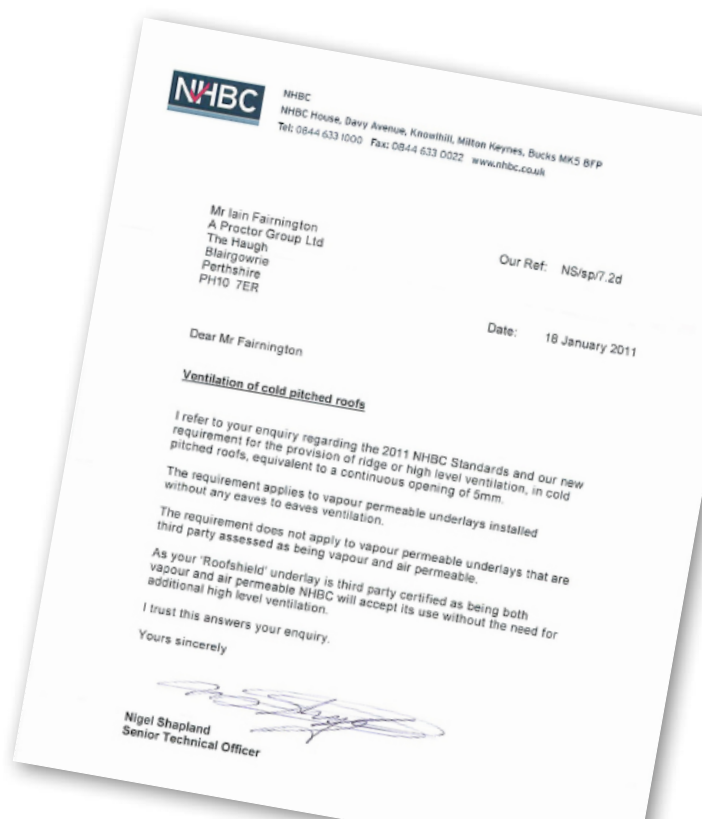 NHBC
NHBC
NHBC House, Davy Avenue, Knowlhill, Milton Keynes, Bucks MK5 8FP
Tel: 0844 633 1000 Fax: 0844 633 0022 www.nhbc.co.uk
Mr Iain Fairnington
A Proctor Group Ltd
The Haugh
Blairgowrie
Perthshire
PH10 7ER
Our Ref: NS/sp/7.2d
Date: 18 January 2011
Dear Mr Fairnington
Ventilation of cold pitched roofs
I refer to your enquiry regarding the 2011 NHBC Standards and our new
requirement for the provision of ridge or high level ventilation, in cold
pitched roofs, equivalent to a continuous opening of 5mm.
The requirement applies to vapour permeable underlays installed
without any eaves to eaves ventilation.
The requirement does not apply to vapour permeable underlays that are
third party assessed as being vapour and air permeable.
As your 'Roofshield' underlay is third party certified as being both
vapour and air permeable NHBC will accept its use without the need for
additional high level ventilation.
I trust this answers your enquiry.
Yours sincerely
Nigel Shapland
Senior Technical Officer